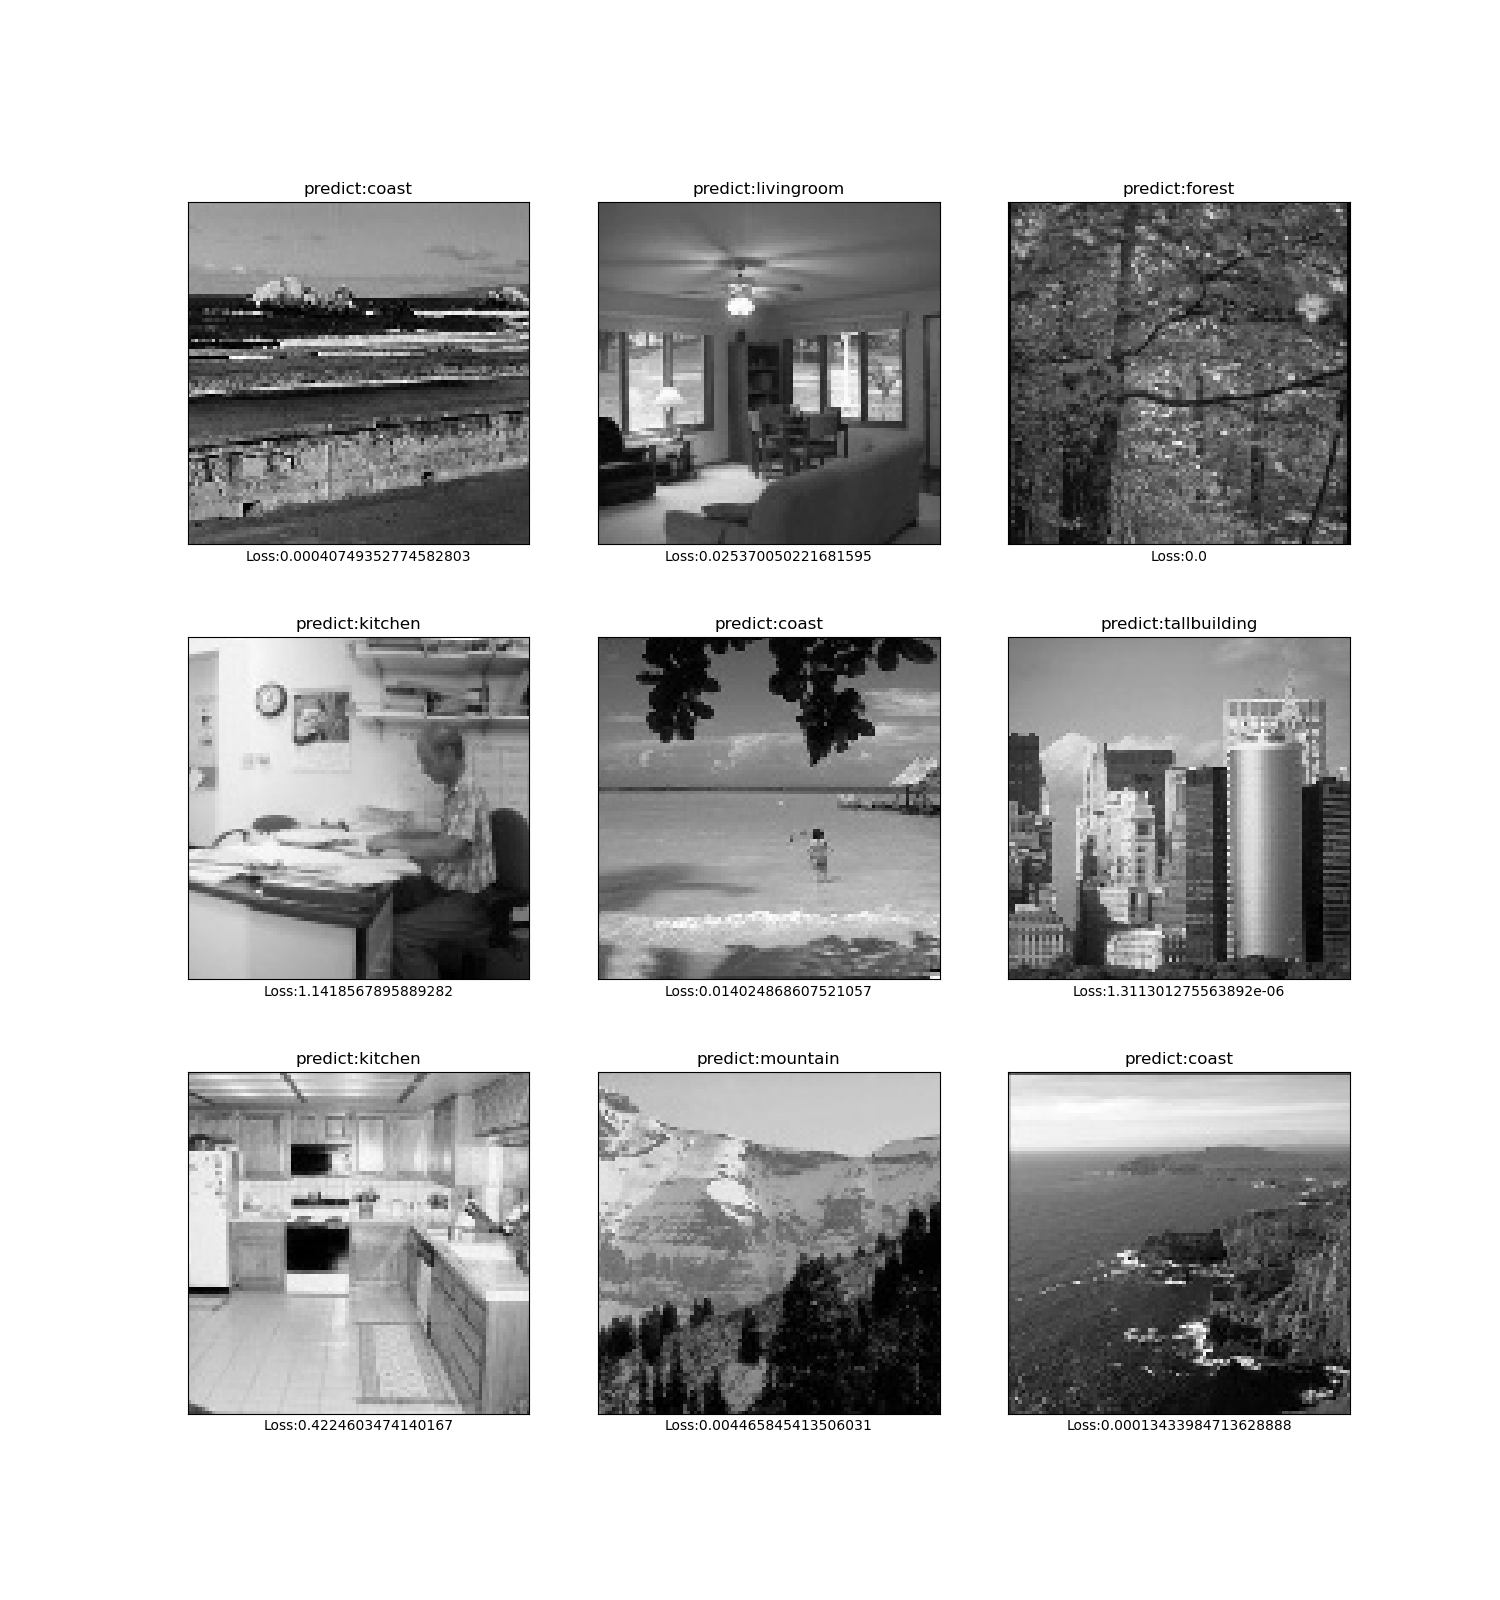 predict:coast
predict:livingroom
predict:forest
Loss:0.00040749352774582803
Loss:0.025370050221681595
Loss:0.0
predict:kitchen
predict:coast
predict:tallbuilding
Loss:1.1418567895889282
Loss:0.014024868607521057
Loss:1.311301275563892e-06
predict:kitchen
predict:mountain
predict:coast
Loss:0.4224603474140167
Loss:0.004465845413506031
Loss:0.00013433984713628888